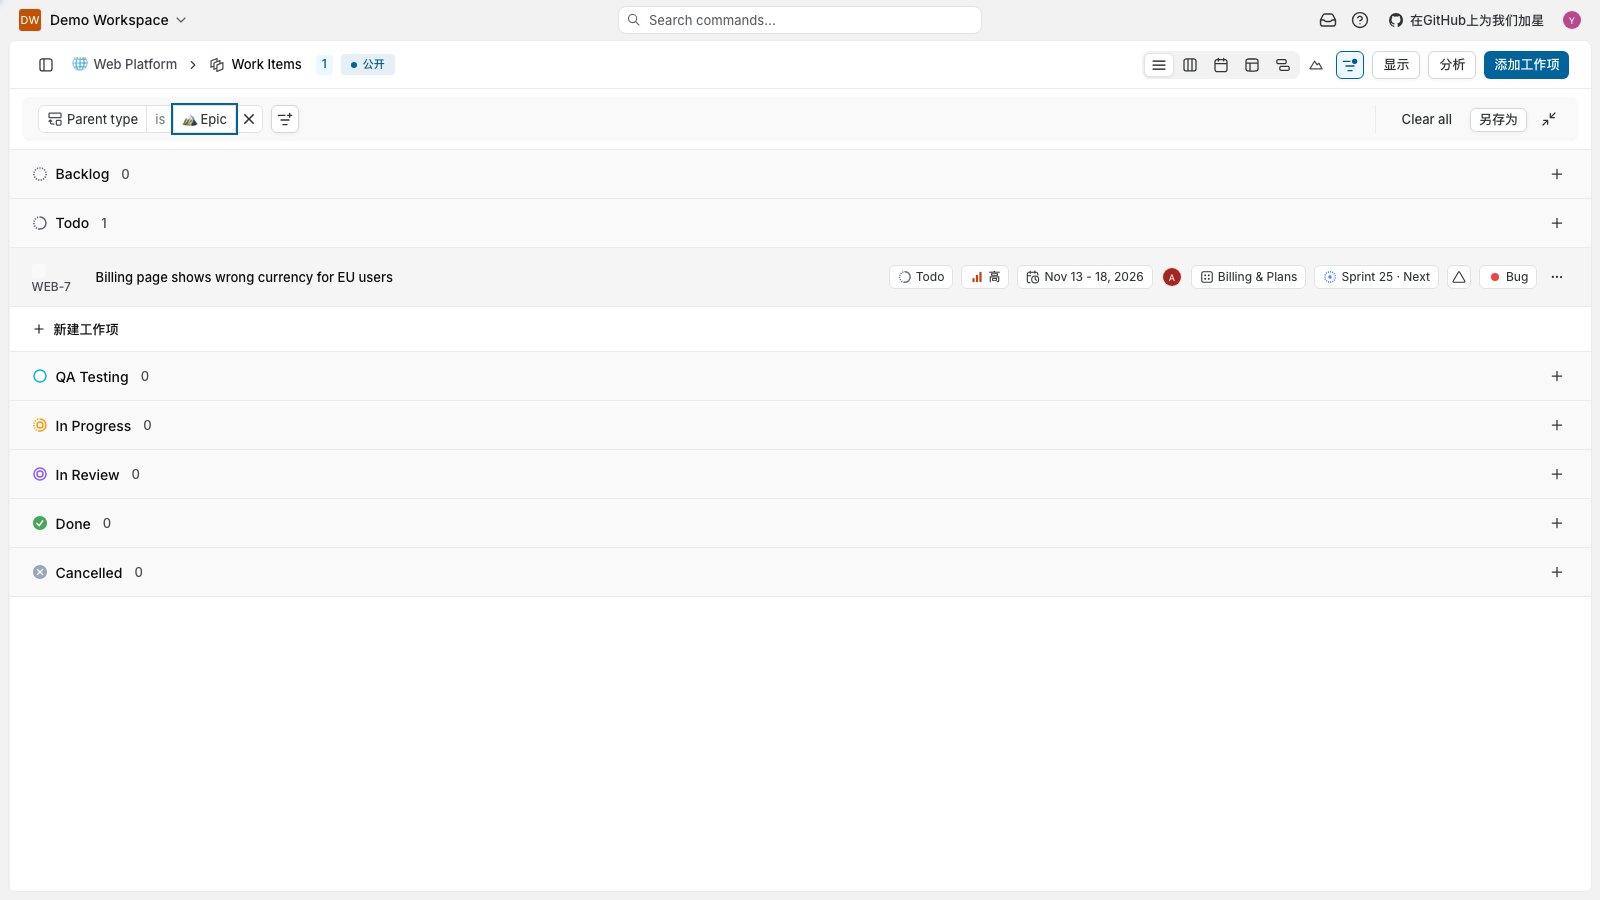 DW Demo Workspace Search commands... 在GitHub上为我们加星 Y
Web Platform Work Items 1 公开 显示 分析 添加工作项
Parent type is Epic Clear all 另存为
Backlog 0
Todo 1
WEB-7 Billing page shows wrong currency for EU users Todo 高 Nov 13 - 18, 2026 A Billing & Plans Sprint 25 · Next Bug
新建工作项
QA Testing 0
In Progress 0
In Review 0
Done 0
Cancelled 0